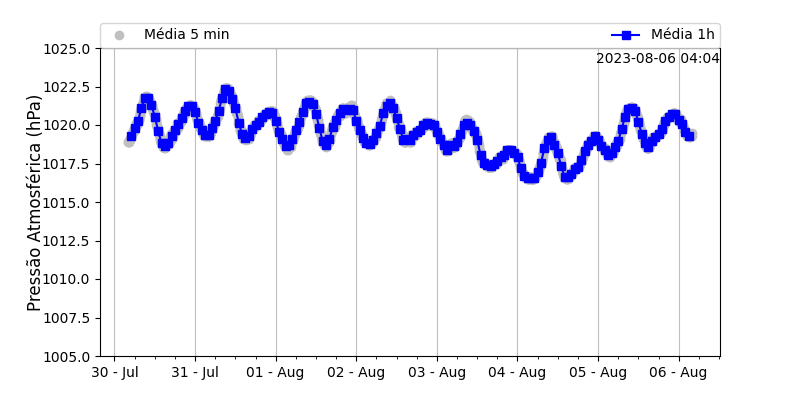 Média 5 min
Média 1h
2023-08-06 04:04
Pressão Atmosférica (hPa)
1025.0
1022.5
1020.0
1017.5
1015.0
1012.5
1010.0
1007.5
1005.0
30 - Jul
31 - Jul
01 - Aug
02 - Aug
03 - Aug
04 - Aug
05 - Aug
06 - Aug